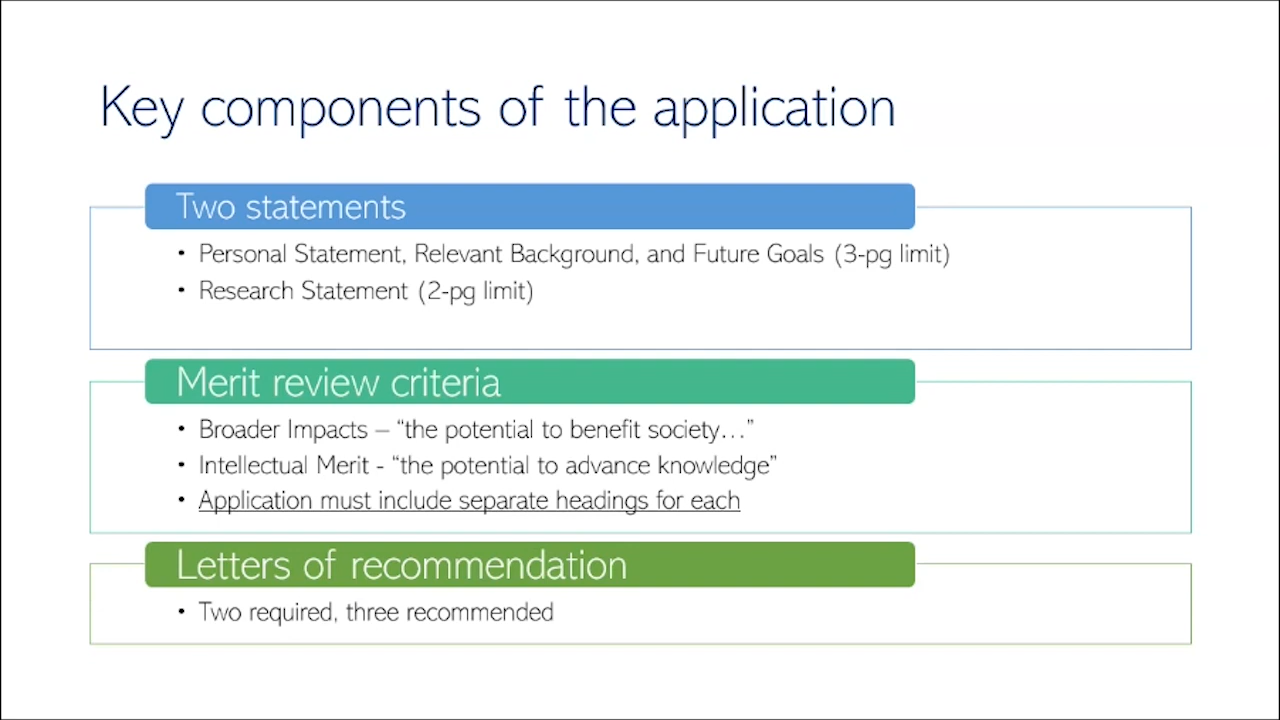 Key components of the application
Two statements
• Personal Statement, Relevant Background, and Future Goals (3-pg limit)
• Research Statement (2-pg limit)
Merit review criteria
• Broader Impacts – “the potential to benefit society…”
• Intellectual Merit - “the potential to advance knowledge”
• Application must include separate headings for each
Letters of recommendation
• Two required, three recommended